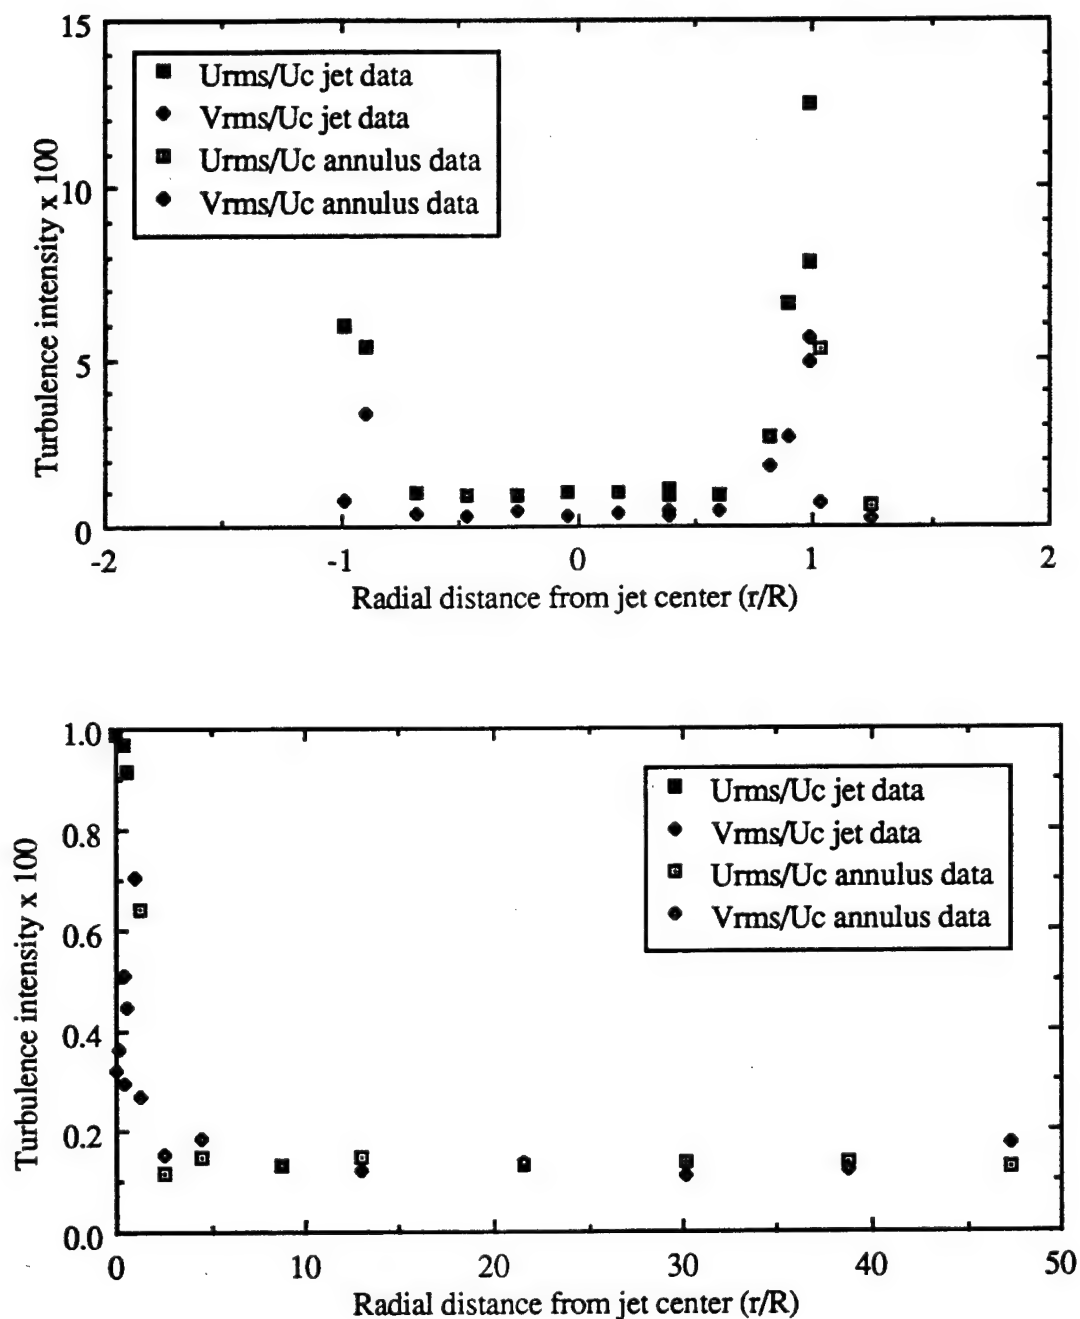 15
10
5
0
Turbulence intensity x 100
Urms/Uc jet data
Vrms/Uc jet data
Urms/Uc annulus data
Vrms/Uc annulus data
-2 -1 0 1 2
Radial distance from jet center (r/R)
1.0
0.8
0.6
0.4
0.2
0.0
Turbulence intensity x 100
Urms/Uc jet data
Vrms/Uc jet data
Urms/Uc annulus data
Vrms/Uc annulus data
0 10 20 30 40 50
Radial distance from jet center (r/R)